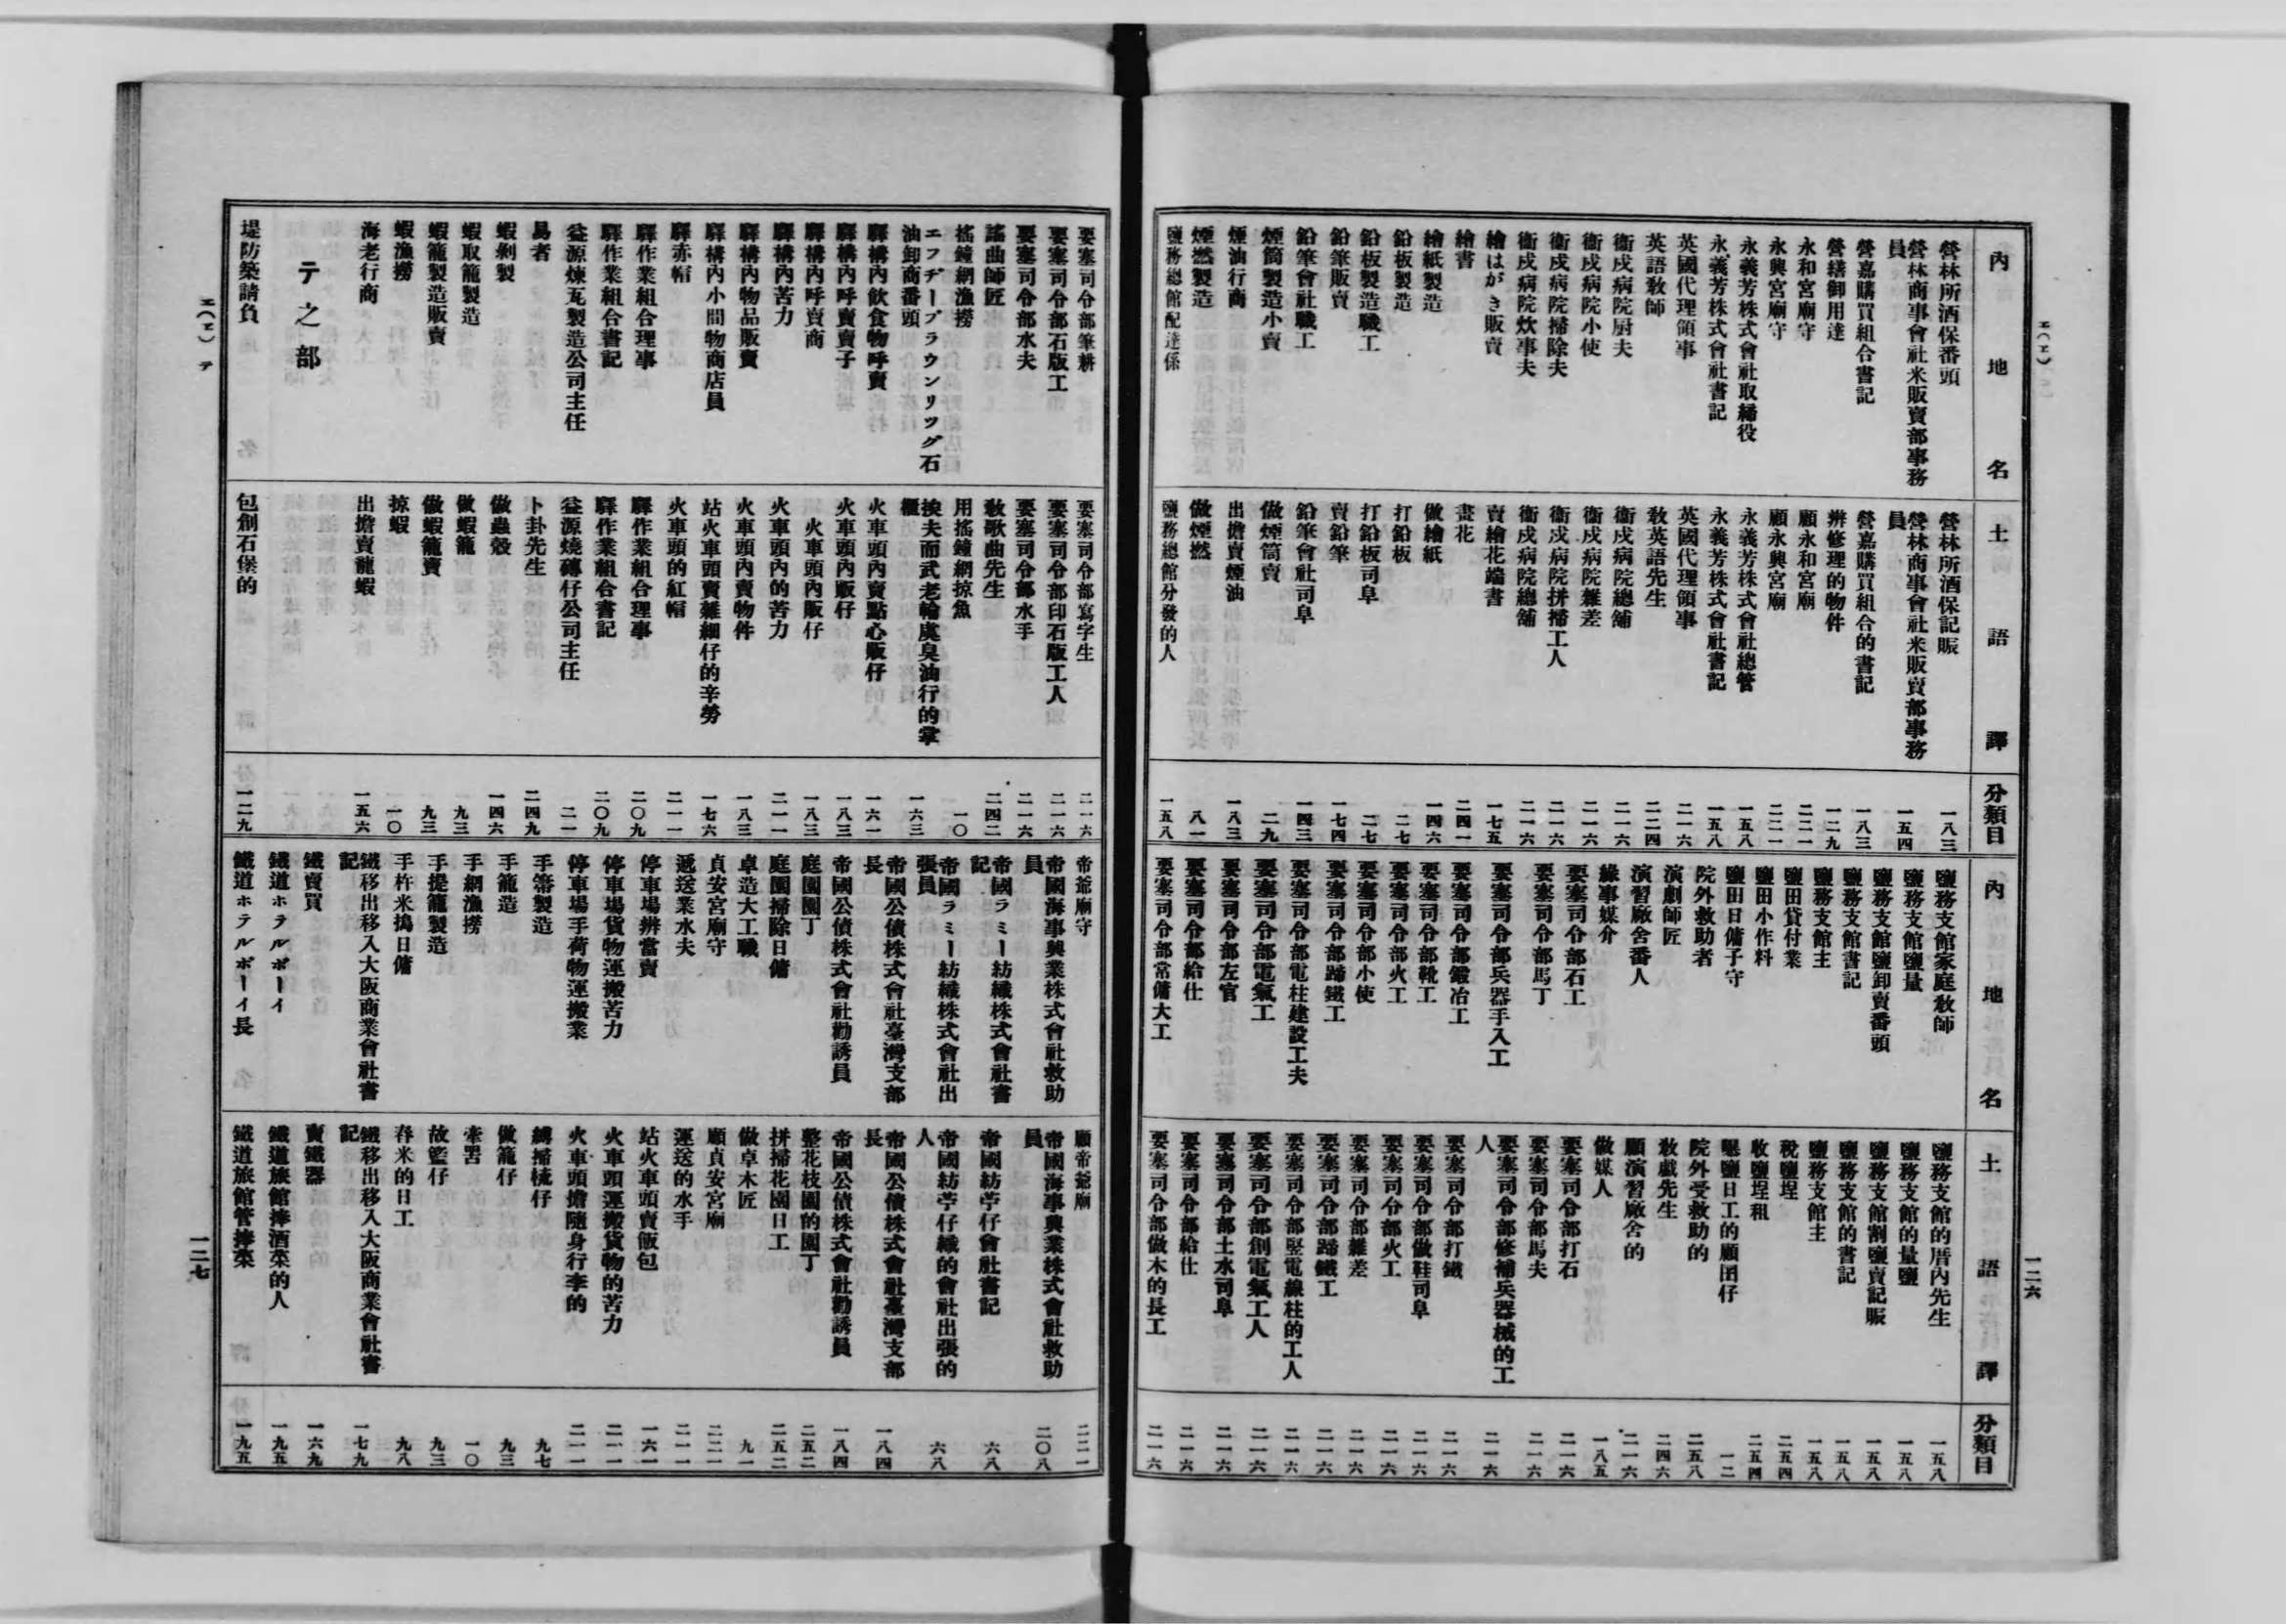 エ(ヱ)
一二六
內地名
營林所酒保番頭
營林商事會社米販賣部事務
員
營嘉購買組合書記
營繕御用達
永和宮廟守
永興宮廟守
永義芳株式會社取締役
永義芳株式會社書記
英國代理領事
英語敎師
衞戍病院厨夫
衞戍病院小使
衞戍病院掃除夫
衞戍病院炊事夫
繪はがき販賣
繪書
繪紙製造
鉛板製造
鉛板製造職工
鉛筆販賣
鉛筆會社職工
煙筒製造小賣
煙油行商
煙撚製造
鹽務總館配達係
土語譯
營林所酒保記賬
營林商事會社米販賣部事務
員
營嘉購買組合的書記
辨修理的物件
顧永和宮廟
顧永興宮廟
永義芳株式會社總管
永義芳株式會社書記
英國代理領事
敎英語先生
衞戍病院總舖
衞戍病院雜差
衞戍病院拼掃工人
衞戍病院總舖
賣繪花端書
畫花
做繪紙
打鉛板
打鉛板司阜
賣鉛筆
鉛筆會社司阜
做煙筒賣
出擔賣煙油
做煙撚
鹽務總館分發的人
分類目
一八三
一五四
一八三
一二九
二二一
二二一
一五八
一五八
二一六
二二四
二一六
二一六
二一六
二一六
一七五
二四一
一四六
二七
二七
一七四
一四三
二九
一八三
八一
一五八
內地名
鹽務支館家庭敎師
鹽務支館鹽量
鹽務支館鹽卸賣番頭
鹽務支館書記
鹽務支館主
鹽田貸付業
鹽田小作料
鹽田日傭子守
院外救助者
演劇師匠
演習廠舍番人
緣事媒介
要塞司令部石工
要塞司令部馬丁
要塞司令部兵器手入工
要塞司令部鍛冶工
要塞司令部靴工
要塞司令部火工
要塞司令部小使
要塞司令部蹄鐵工
要塞司令部電柱建設工夫
要塞司令部電氣工
要塞司令部左官
要塞司令部給仕
要塞司令部常傭大工
土語譯
鹽務支館的厝內先生
鹽務支館的量鹽
鹽務支館割鹽賣記賬
鹽務支館的書記
鹽務支館主
稅鹽埕
收鹽埕租
鹽日工的顧囝仔
院外受救助的
敎戲先生
顧演習廠舍的
做媒人
要塞司令部打石
要塞司令部馬夫
要塞司令部修補兵器械的工
人
要塞司令部打鐵
要塞司令部做鞋司阜
要塞司令部火工
要塞司令部雜差
要塞司令部蹄鐵工
要塞司令部竪電線柱的工人
要塞司令部創電氣工人
要塞司令部土水司阜
要塞司令部給仕
要塞司令部做木的長工
分類目
一五八
一五八
一五八
一五八
一五八
二五四
二五四
一二
二五八
二四六
二一六
一八五
二一六
二一六
二一六
二一六
二一六
二一六
二一六
二一六
二一六
二一六
二一六
二一六
二一六
要塞司令部筆耕
要塞司令部石版工
要塞司令部水夫
謠曲師匠
搖鐘網漁撈
エフヂーブラウンリツグ石
油卸商番頭
驛構內飮食物呼賣
驛構內呼賣賣子
驛構內呼賣商
驛構內苦力
驛構內物品販賣
驛構內小間物商店員
驛赤帽
驛作業組合理事
驛作業組合書記
益源煉瓦製造公司主任
易者
蝦剝製
蝦取籠製造
蝦籠製造販賣
蝦漁撈
海老行商
テ之部
堤防築請負
要塞司令部寫字生
要塞司令部印石版工人
要塞司令部水手
敎歌曲先生
用搖鐘網掠魚
挨夫而武老輪虞臭油行的掌
櫃
火車頭內賣點心販仔
火車頭內販仔
火車頭內販仔
火車頭內的苦力
火車頭內賣物件
站火車頭賣雜細仔的辛勞
火車頭的紅帽
驛作業組合理事
驛作業組合書記
益源燒磚仔公司主任
卜卦先生
做蟲殼
做蝦籠
做蝦籠賣
掠蝦
出擔賣龍蝦
包創石堡的
二一六
二一六
二一六
二四二
一〇
一六三
一六一
一八三
一八三
二一一
一八三
一七六
二一一
二〇九
二〇九
二一
二四九
一四六
九三
九三
一〇
一五六
一二九
帝爺廟守
帝國海事興業株式會社救助
員
帝國ラミー紡織株式會社書
記
帝國ラミー紡織株式會社出
張員
帝國公債株式會社臺灣支部
長
帝國公債株式會社勸誘員
庭園園丁
庭園掃除日傭
卓造大工職
貞安宮廟守
遞送業水夫
停車場辨當賣
停車場貨物運搬苦力
停車場手荷物運搬業
手箒製造
手籠造
手網漁撈
手提籠製造
手杵米搗日傭
鐵移出移入大阪商業會社書
記
鐵賣買
鐵道ホテルボーイ
鐵道ホテルボーイ長
顧帝爺廟
帝國海事興業株式會社救助
員
帝國紡苧仔會社書記
帝國紡苧仔織的會社出張的
人
帝國公債株式會社臺灣支部
長
帝國公債株式會社勸誘員
整花枝園的園丁
拼掃花園日工
做卓木匠
顧貞安宮廟
運送的水手
站火車頭賣飯包
火車頭運搬貨物的苦力
火車頭擔隨身行李的
縛掃梳仔
做籠仔
牽罟
故籃仔
舂米的日工
鐵移出移入大阪商業會社書
記
賣鐵器
鐵道旅館捧酒菜的人
鐵道旅館管捧菜
二二一
二〇八
六八
六八
一八四
一八四
二五二
二五二
九一
二二一
二一一
一六一
二一一
二一一
九七
九三
一〇
九三
九八
一七九
一六九
一九五
一九五
エ(ヱ) テ
一二七